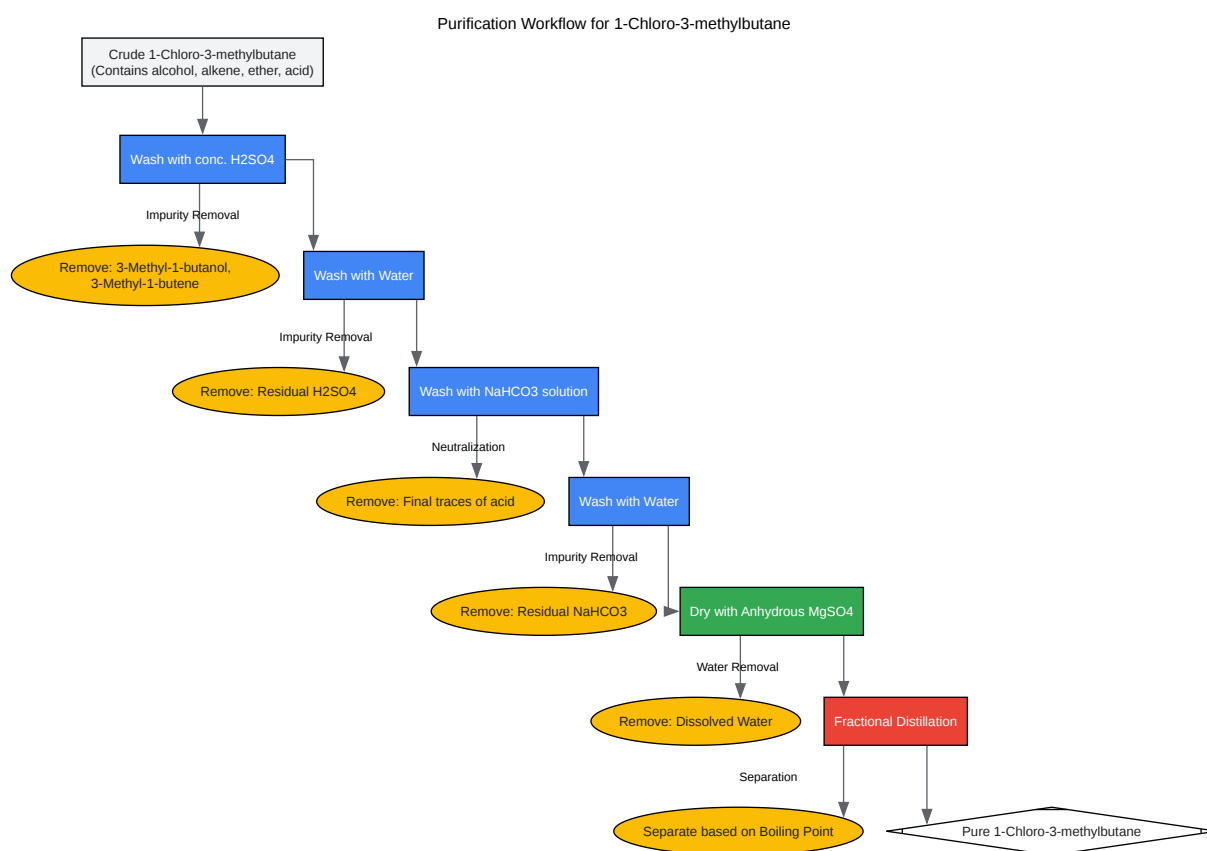 Purification Workflow for 1-Chloro-3-methylbutane
Crude 1-Chloro-3-methylbutane
(Contains alcohol, alkene, ether, acid)
Wash with conc. H2SO4
Impurity Removal
Remove: 3-Methyl-1-butanol,
3-Methyl-1-butene
Wash with Water
Impurity Removal
Remove: Residual H2SO4
Wash with NaHCO3 solution
Neutralization
Remove: Final traces of acid
Wash with Water
Impurity Removal
Remove: Residual NaHCO3
Dry with Anhydrous MgSO4
Water Removal
Remove: Dissolved Water
Fractional Distillation
Separation
Separate based on Boiling Point
Pure 1-Chloro-3-methylbutane